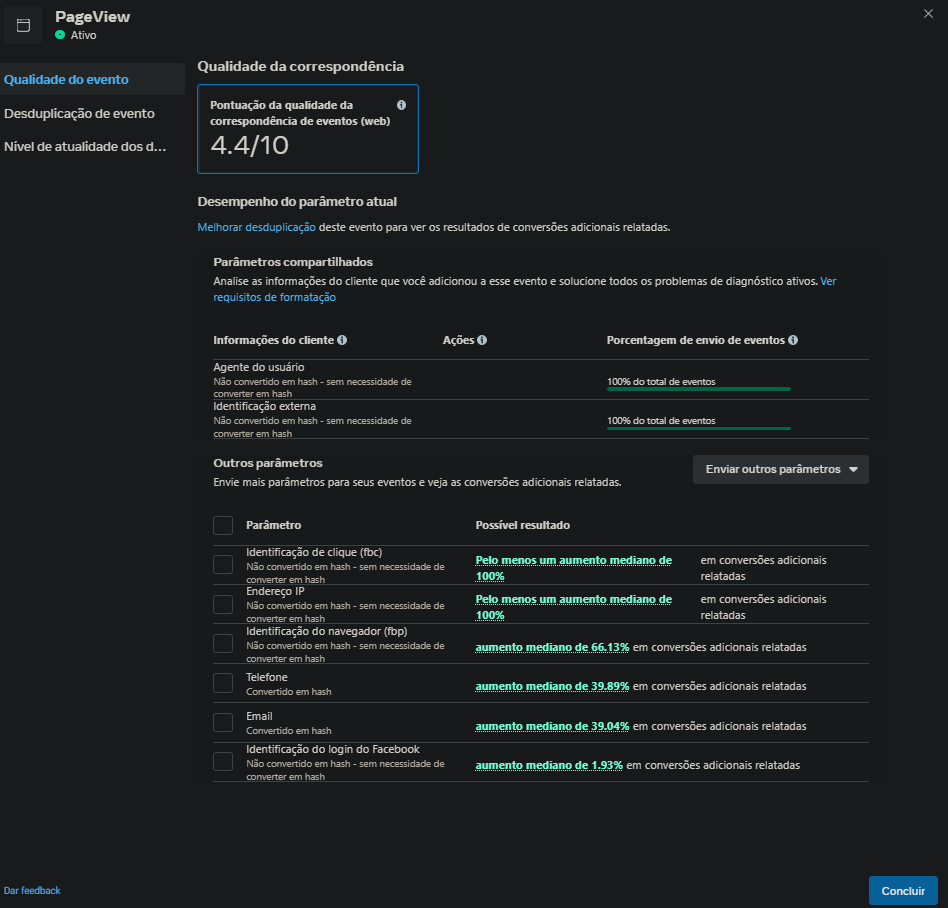 PageView
Ativo
Qualidade do evento
Desduplicação de evento
Nível de atualidade dos d...
Qualidade da correspondência
Pontuação da qualidade da
correspondência de eventos (web)
4.4/10
Desempenho do parâmetro atual
Melhorar desduplicação deste evento para ver os resultados de conversões adicionais relatadas.
Parâmetros compartilhados
Analise as informações do cliente que você adicionou a esse evento e solucione todos os problemas de diagnóstico ativos. Ver
requisitos de formatação
Informações do cliente Ações Porcentagem de envio de eventos
Agente do usuário
Não convertido em hash - sem necessidade de
converter em hash
100% do total de eventos
Identificação externa
Não convertido em hash - sem necessidade de
converter em hash
100% do total de eventos
Outros parâmetros
Envie mais parâmetros para seus eventos e veja as conversões adicionais relatadas.
Enviar outros parâmetros
Parâmetro Possível resultado
Identificação de clique (fbc)
Não convertido em hash - sem necessidade de
converter em hash
Pelo menos um aumento mediano de
100%
em conversões adicionais
relatadas
Endereço IP
Não convertido em hash - sem necessidade de
converter em hash
Pelo menos um aumento mediano de
100%
em conversões adicionais
relatadas
Identificação do navegador (fbp)
Não convertido em hash - sem necessidade de
converter em hash
aumento mediano de 66.13% em conversões adicionais relatadas
Telefone
Convertido em hash
aumento mediano de 39.89% em conversões adicionais relatadas
Email
Convertido em hash
aumento mediano de 39.04% em conversões adicionais relatadas
Identificação do login do Facebook
Não convertido em hash - sem necessidade de
converter em hash
aumento mediano de 1.93% em conversões adicionais relatadas
Dar feedback
Concluir